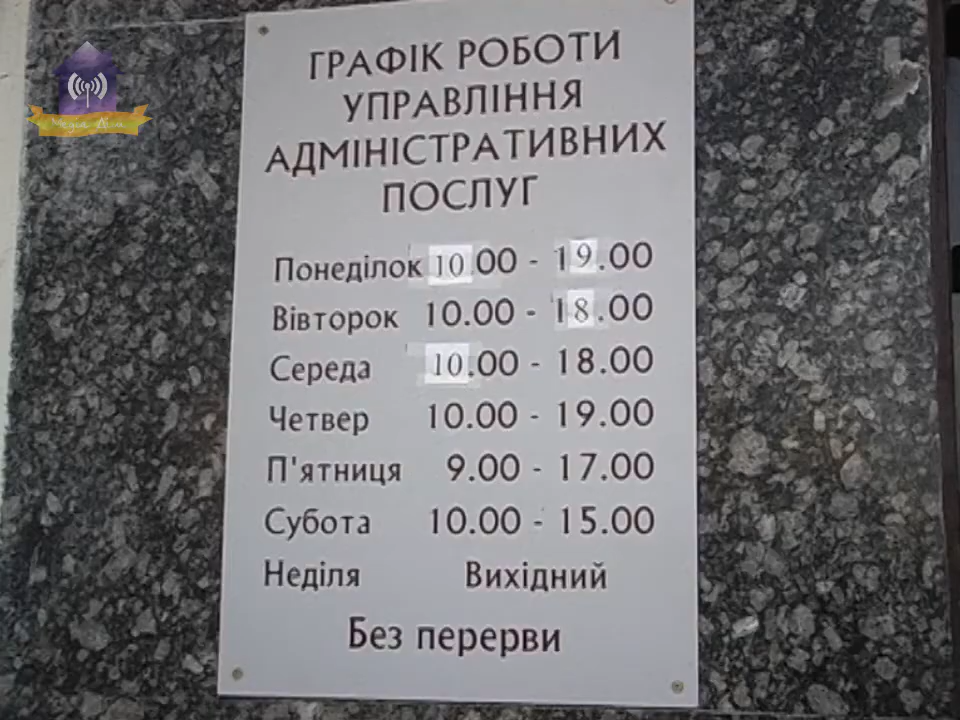 Медіа Дім
ГРАФІК РОБОТИ
УПРАВЛІННЯ
АДМІНІСТРАТИВНИХ
ПОСЛУГ
Понеділок 10.00 - 19.00
Вівторок 10.00 - 18.00
Середа 10.00 - 18.00
Четвер 10.00 - 19.00
П'ятниця 9.00 - 17.00
Субота 10.00 - 15.00
Неділя Вихідний
Без перерви